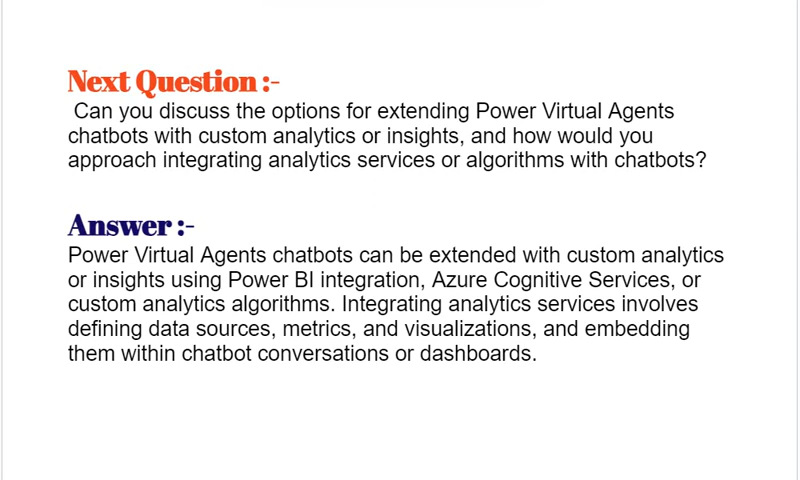 Next Question :-
Can you discuss the options for extending Power Virtual Agents
chatbots with custom analytics or insights, and how would you
approach integrating analytics services or algorithms with chatbots?
Answer :-
Power Virtual Agents chatbots can be extended with custom analytics
or insights using Power BI integration, Azure Cognitive Services, or
custom analytics algorithms. Integrating analytics services involves
defining data sources, metrics, and visualizations, and embedding
them within chatbot conversations or dashboards.